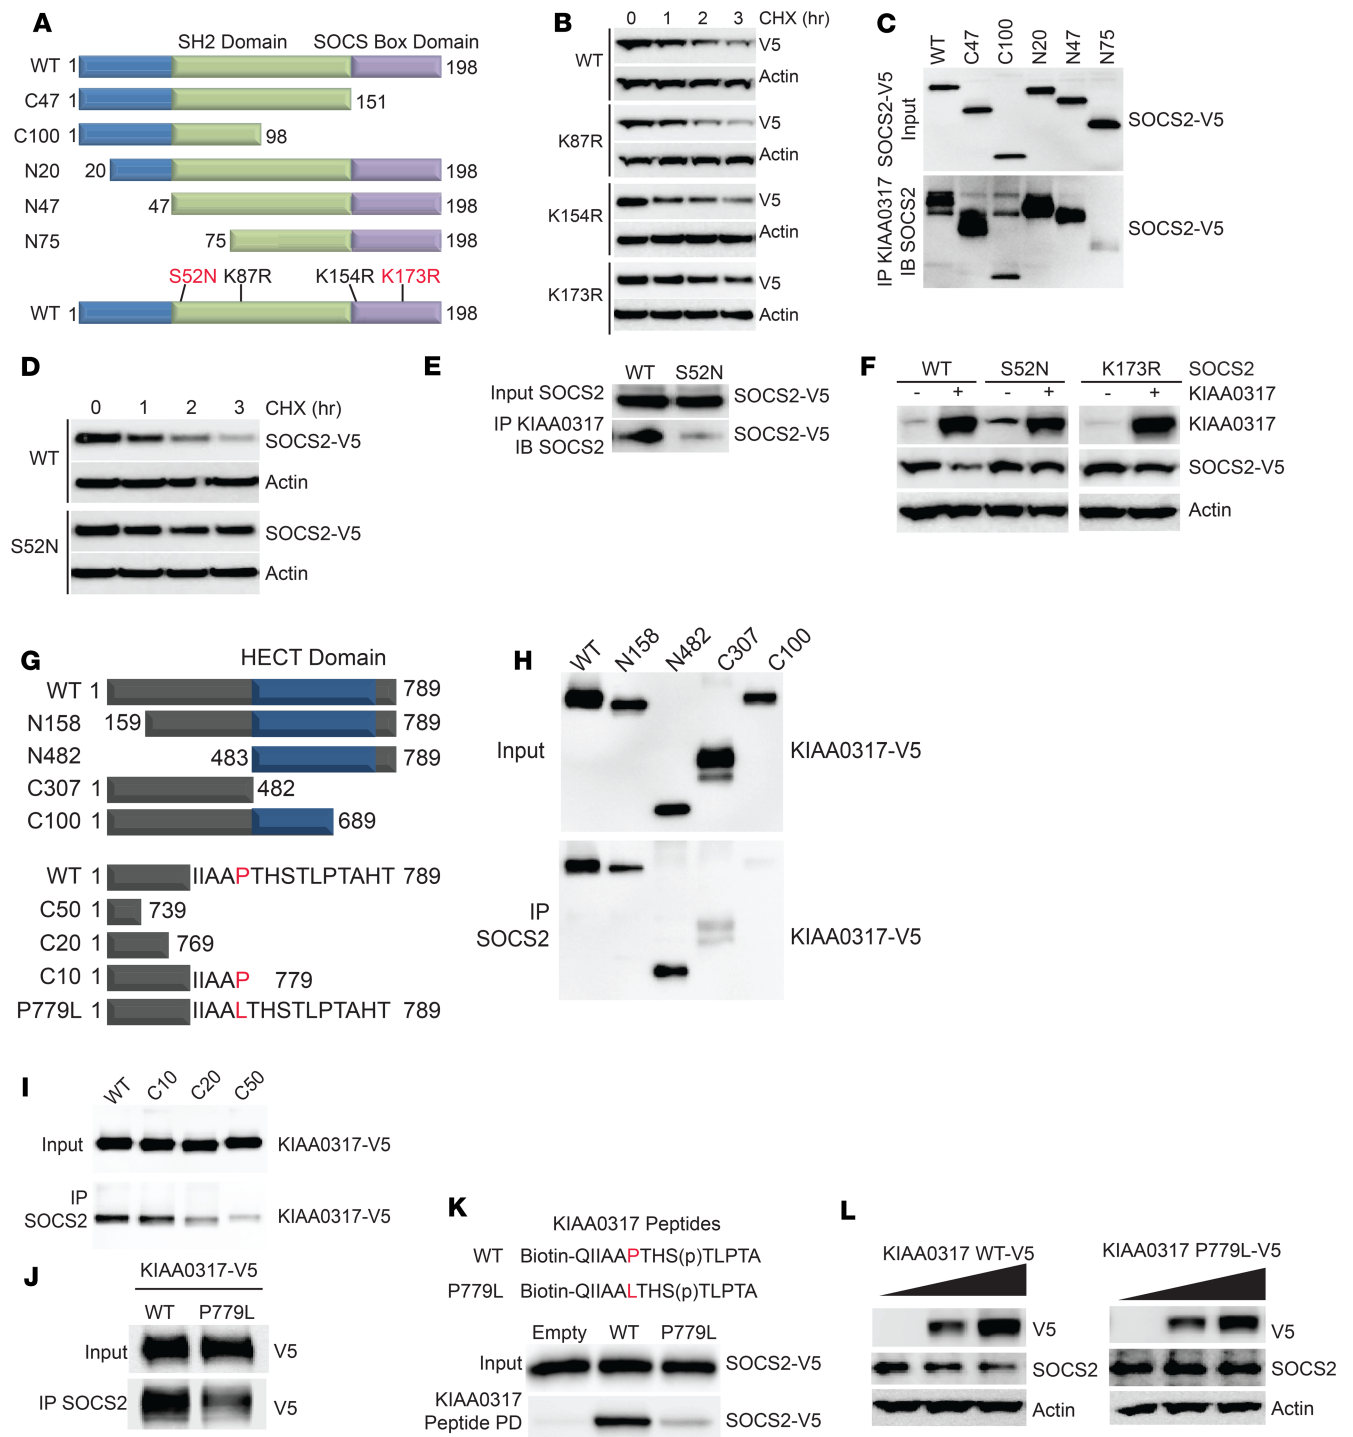 A
SH2 Domain SOCS Box Domain
WT 1 198
C47 1 151
C100 1 98
N20 20 198
N47 47 198
N75 75 198
S52N K87R K154R K173R
WT 1 198
B
0 1 2 3 CHX (hr)
WT V5
Actin
K87R V5
Actin
K154R V5
Actin
K173R V5
Actin
C
WT C47 C100 N20 N47 N75
SOCS2-V5
Input
SOCS2-V5
IP KIAA0317
IB SOCS2
SOCS2-V5
D
0 1 2 3 CHX (hr)
WT SOCS2-V5
Actin
S52N SOCS2-V5
Actin
E
WT S52N
Input SOCS2 SOCS2-V5
IP KIAA0317
IB SOCS2 SOCS2-V5
F
WT S52N K173R SOCS2
- + - + - + KIAA0317
KIAA0317
SOCS2-V5
Actin
G
HECT Domain
WT 1 789
N158 159 789
N482 483 789
C307 1 482
C100 1 689
WT 1 IIAAPTHSTLPTAHT 789
C50 1 739
C20 1 769
C10 1 IIAAP 779
P779L 1 IIAALTHSTLPTAHT 789
H
WT N158 N482 C307 C100
Input KIAA0317-V5
IP
SOCS2 KIAA0317-V5
I
WT C10 C20 C50
Input KIAA0317-V5
IP
SOCS2 KIAA0317-V5
J
KIAA0317-V5
WT P779L
Input V5
IP SOCS2 V5
K
KIAA0317 Peptides
WT Biotin-QIIAAPTHS(p)TLPTA
P779L Biotin-QIIAALTHS(p)TLPTA
Empty WT P779L
Input SOCS2-V5
KIAA0317
Peptide PD SOCS2-V5
L
KIAA0317 WT-V5 KIAA0317 P779L-V5
V5 V5
SOCS2 SOCS2
Actin Actin